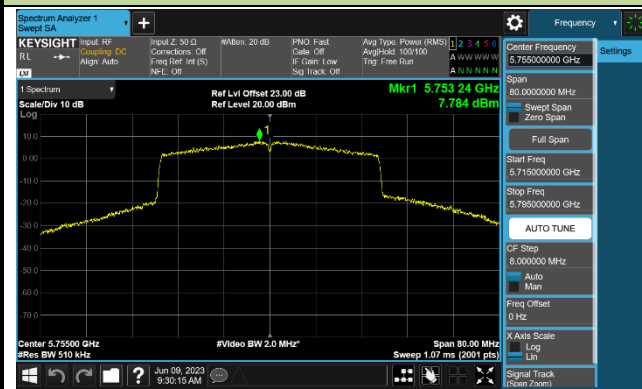 Spectrum Analyzer 1
Swept SA
Frequency
KEYSIGHT
RL
Input: RF
Coupling: DC
Align: Auto
Input Z: 50 Ω
Corrections: Off
Freq Ref: Int (S)
NFE: Off
#Atten: 20 dB
PNO: Fast
Gate: Off
IF Gain: Low
Sig Track: Off
Avg Type: Power (RMS)
Avg|Hold: 100/100
Trig: Free Run
1 2 3 4 5 6
A W W W W W
A N N N N N
LXI
1 Spectrum
Scale/Div 10 dB
Log
Ref Lvl Offset 23.00 dB
Ref Level 20.00 dBm
Mkr1 5.753 24 GHz
7.784 dBm
1
10.0
0.00
-10.0
-20.0
-30.0
-40.0
-50.0
-60.0
-70.0
Center 5.75500 GHz
#Res BW 510 kHz
#Video BW 2.0 MHz*
Span 80.00 MHz
Sweep 1.07 ms (2001 pts)
Jun 09, 2023
9:30:15 AM
Center Frequency
5.755000000 GHz
Settings
Span
80.0000000 MHz
Swept Span
Zero Span
Full Span
Start Freq
5.715000000 GHz
Stop Freq
5.795000000 GHz
AUTO TUNE
CF Step
8.000000 MHz
Auto
Man
Freq Offset
0 Hz
X Axis Scale
Log
Lin
Signal Track
(Span Zoom)